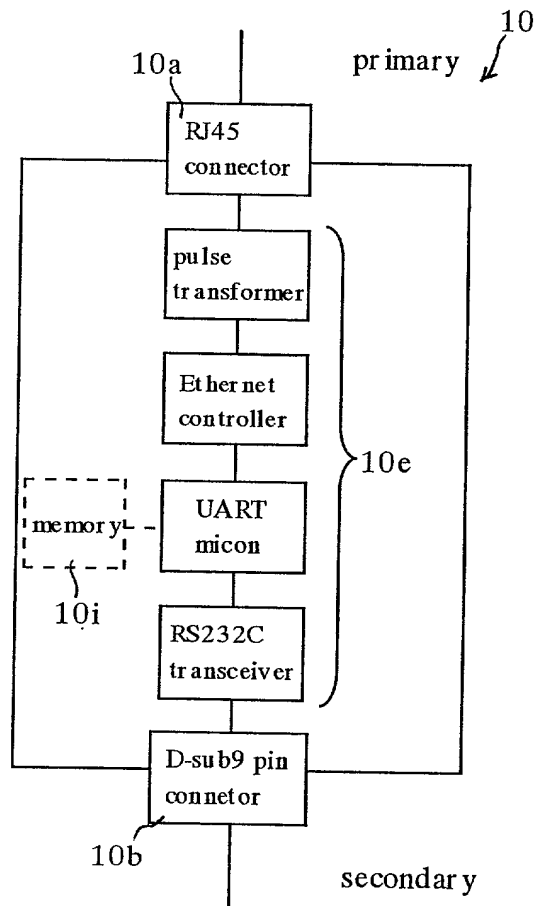 10
primary
10a
RJ45
connector
pulse
transformer
Ethernet
controller
10e
UART
micon
memory
10i
RS232C
transceiver
D-sub9 pin
connetor
10b
secondary